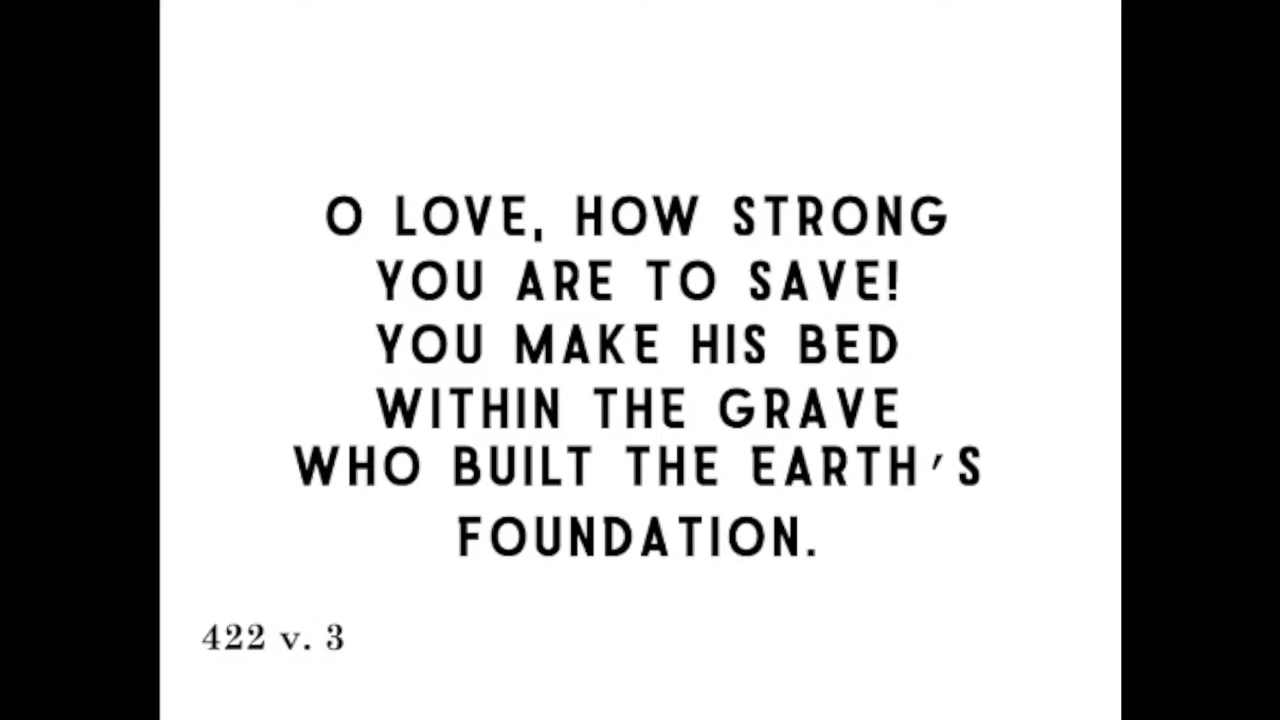 O LOVE, HOW STRONG
YOU ARE TO SAVE!
YOU MAKE HIS BED
WITHIN THE GRAVE
WHO BUILT THE EARTH'S
FOUNDATION.
422 v. 3